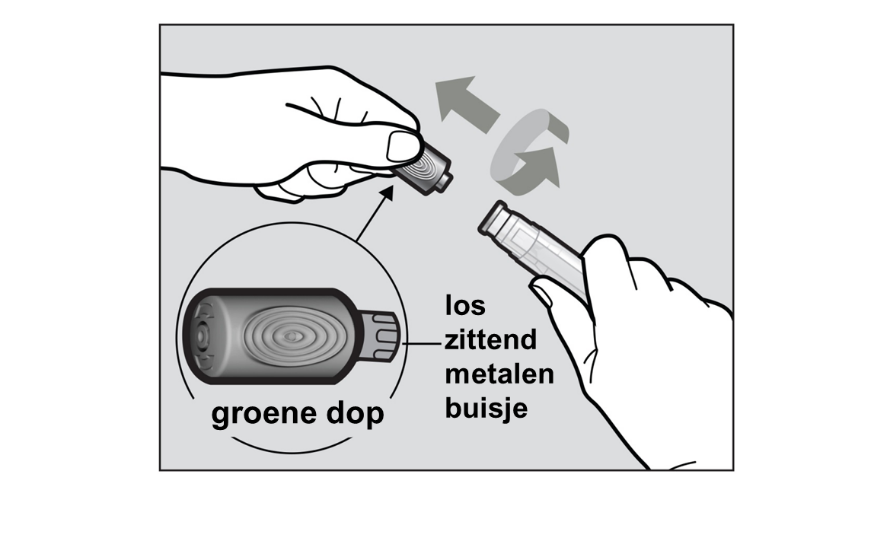 los
zittend
metalen
buisje
groene dop